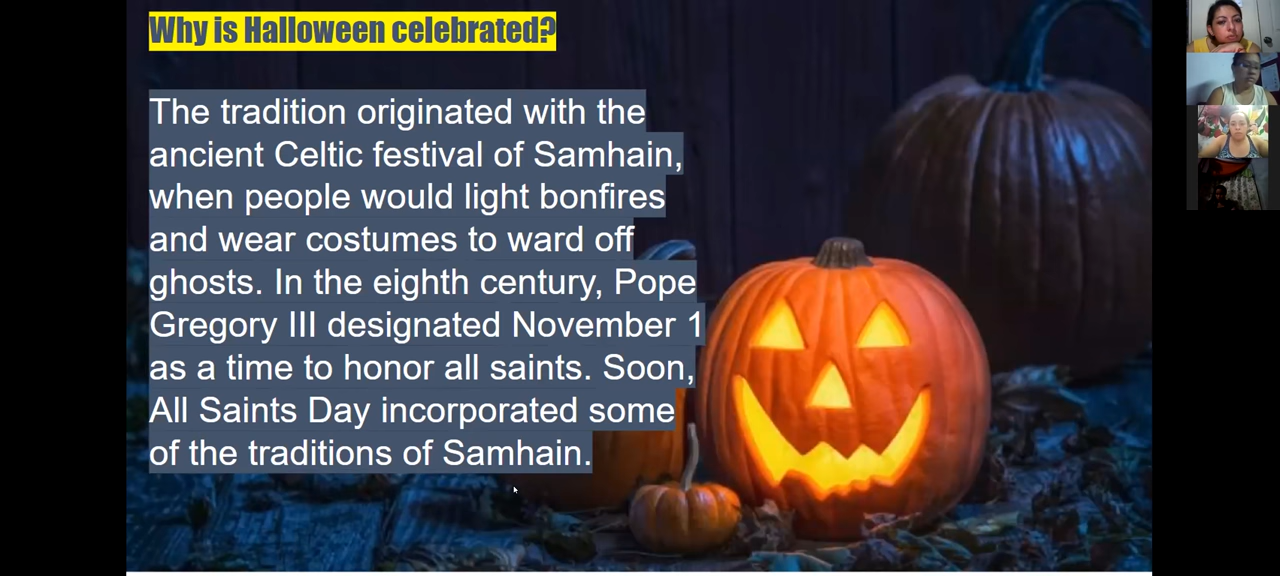 Why is Halloween celebrated?
The tradition originated with the
ancient Celtic festival of Samhain,
when people would light bonfires
and wear costumes to ward off
ghosts. In the eighth century, Pope
Gregory III designated November 1
as a time to honor all saints. Soon,
All Saints Day incorporated some
of the traditions of Samhain.